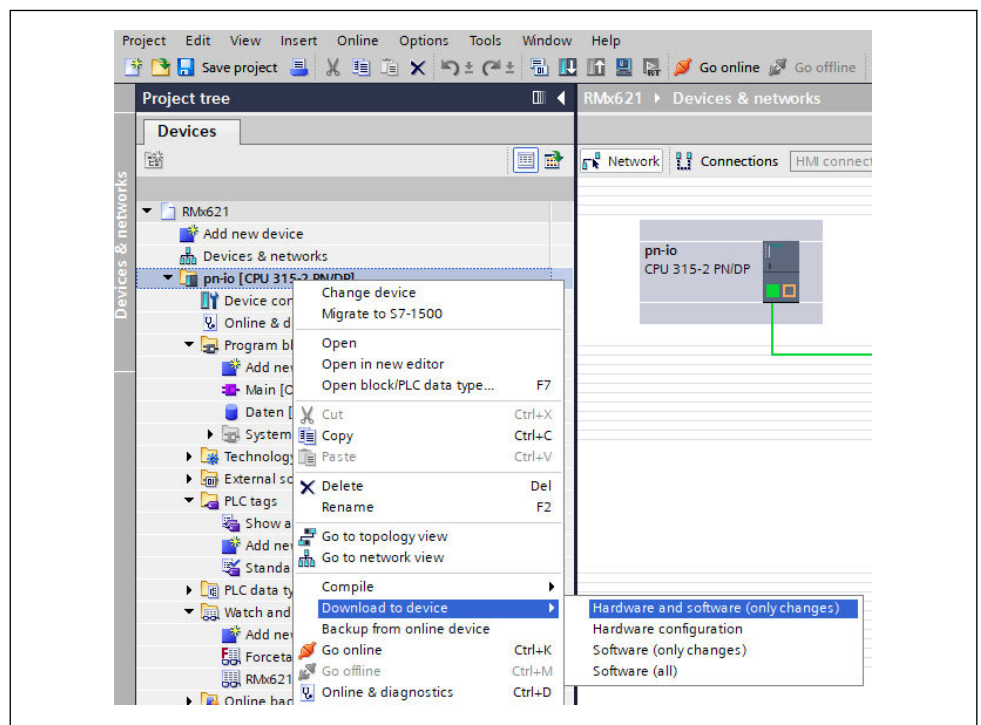 Project Edit View Insert Online Options Tools Window Help
Save project Go online Go offline
Project tree
RMx621 Devices & networks
Devices
Network Connections HMI connect
Devices & networks
RMx621
Add new device
Devices & networks
pn-io [CPU 315-2 PN/DP]
Device con
Online & d
Program bl
Add ne
Main [O
Daten [
System
Technology
External so
PLC tags
Show a
Add ne
Standa
PLC data ty
Watch and
Add ne
Forceta
RMx621
Online bac
Change device
Migrate to S7-1500
Open
Open in new editor
Open block/PLC data type... F7
Cut Ctrl+X
Copy Ctrl+C
Paste Ctrl+V
Delete Del
Rename F2
Go to topology view
Go to network view
Compile
Download to device
Backup from online device
Go online Ctrl+K
Go offline Ctrl+M
Online & diagnostics Ctrl+D
Hardware and software (only changes)
Hardware configuration
Software (only changes)
Software (all)
pn-io
CPU 315-2 PN/DP